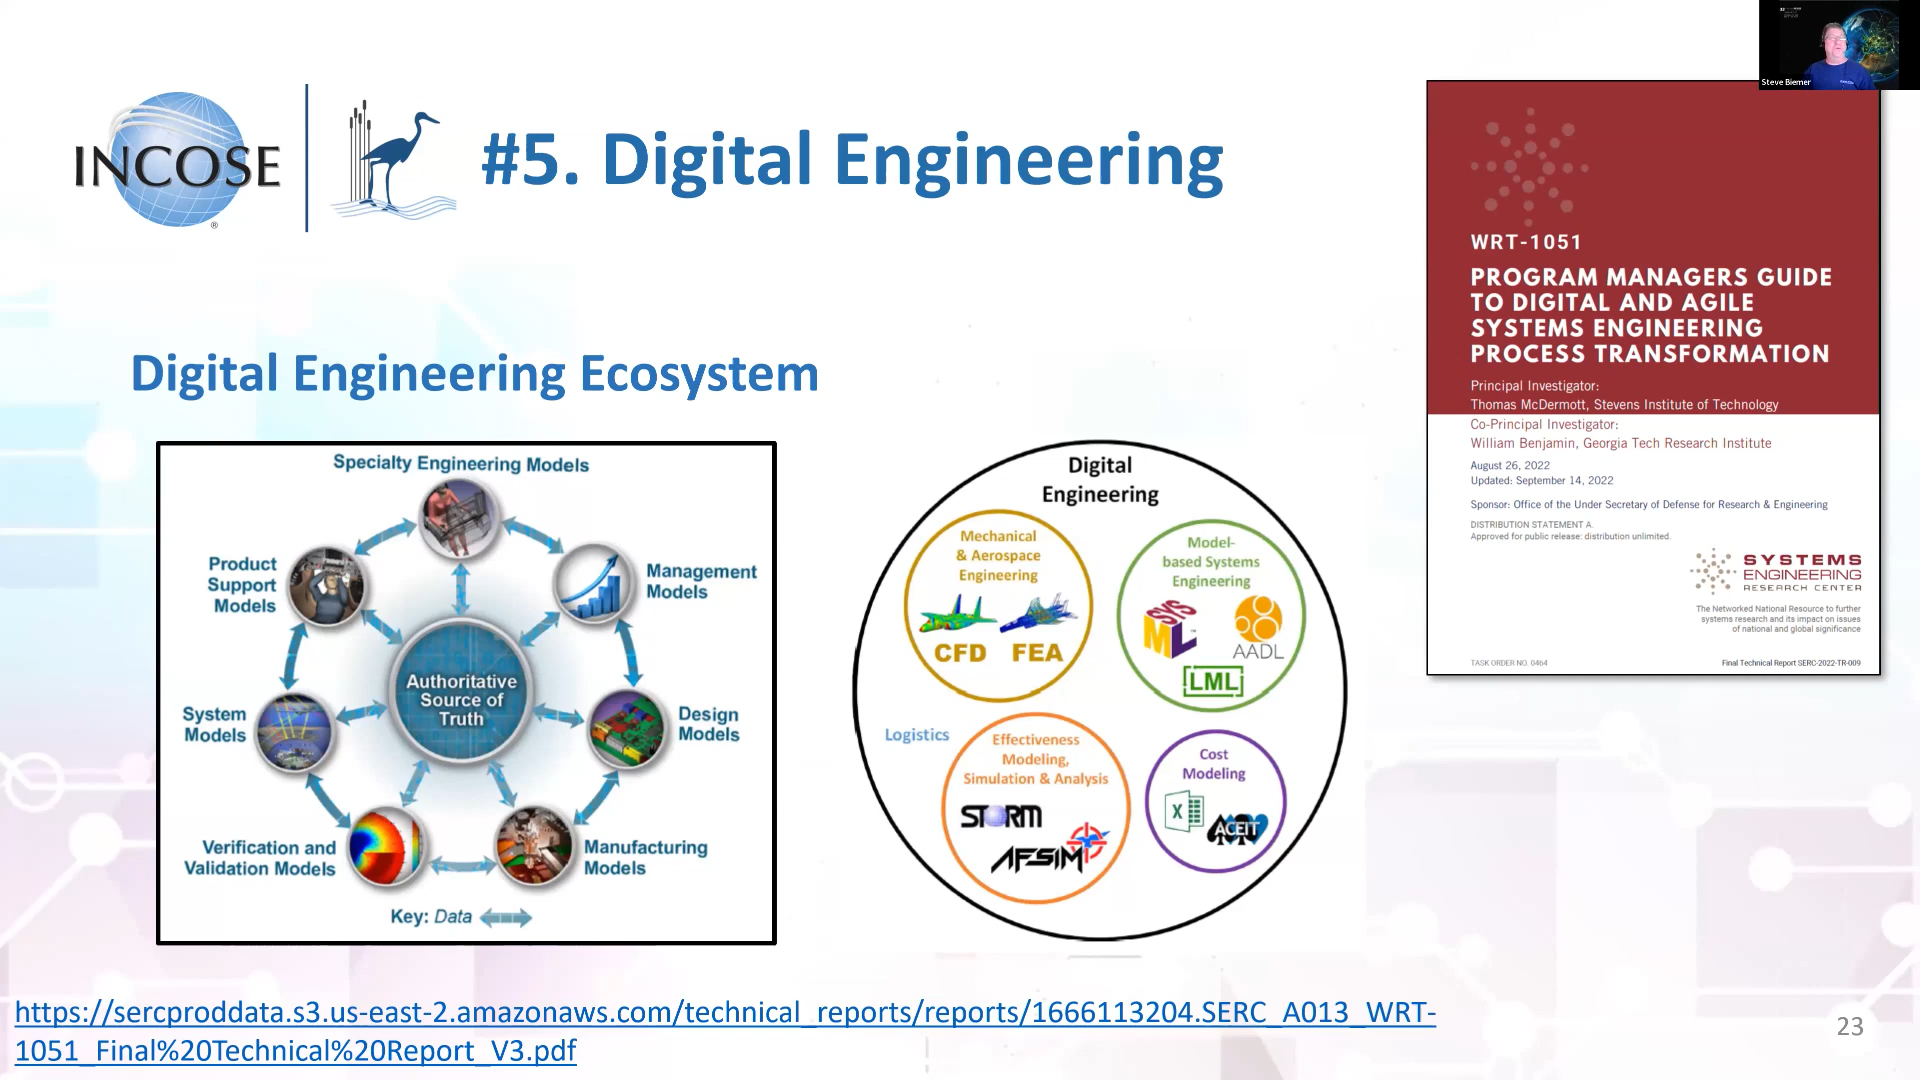 Steve Biemer
INCOSE
®
#5. Digital Engineering
Digital Engineering Ecosystem
Specialty Engineering Models
Product
Support
Models
Management
Models
Authoritative
Source of
Truth
System
Models
Design
Models
Verification and
Validation Models
Manufacturing
Models
Key: Data
Digital
Engineering
Mechanical
& Aerospace
Engineering
CFD FEA
Model-
based Systems
Engineering
SYS
ML
AADL
LML
Logistics
Effectiveness
Modeling,
Simulation & Analysis
STORM
AFSIM
Cost
Modeling
X
ACEIT
WRT-1051
PROGRAM MANAGERS GUIDE
TO DIGITAL AND AGILE
SYSTEMS ENGINEERING
PROCESS TRANSFORMATION
Principal Investigator:
Thomas McDermott, Stevens Institute of Technology
Co-Principal Investigator:
William Benjamin, Georgia Tech Research Institute
August 26, 2022
Updated: September 14, 2022
Sponsor: Office of the Under Secretary of Defense for Research & Engineering
DISTRIBUTION STATEMENT A.
Approved for public release: distribution unlimited.
SYSTEMS
ENGINEERING
RESEARCH CENTER
The Networked National Resource to further
systems research and its impact on issues
of national and global significance
TASK ORDER NO. 0464
Final Technical Report SERC-2022-TR-009
https://sercproddata.s3.us-east-2.amazonaws.com/technical_reports/reports/1666113204.SERC_A013_WRT-
1051_Final%20Technical%20Report_V3.pdf
23